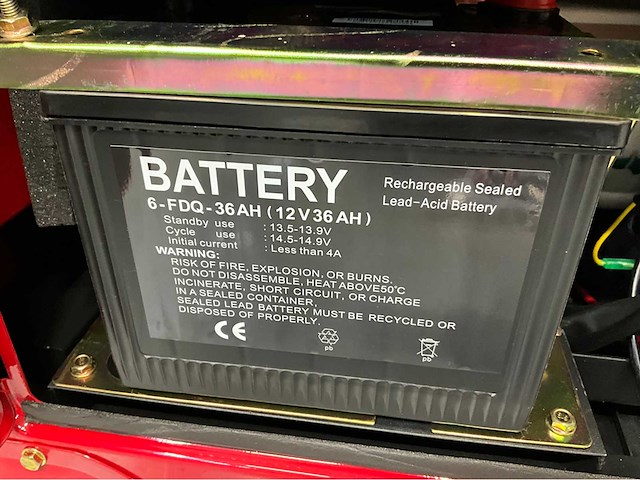 BATTERY
Rechargeable Sealed
Lead-Acid Battery
6-FDQ-36AH (12V36AH)
Standby use : 13.5-13.9V
Cycle use : 14.5-14.9V
Initial current : Less than 4A
WARNING:
RISK OF FIRE, EXPLOSION, OR BURNS.
DO NOT DISASSEMBLE, HEAT ABOVE50°C
INCINERATE, SHORT CIRCUIT, OR CHARGE
IN A SEALED CONTAINER,
SEALED LEAD BATTERY MUST BE RECYCLED OR
DISPOSED OF PROPERLY.
CE
pb
pb